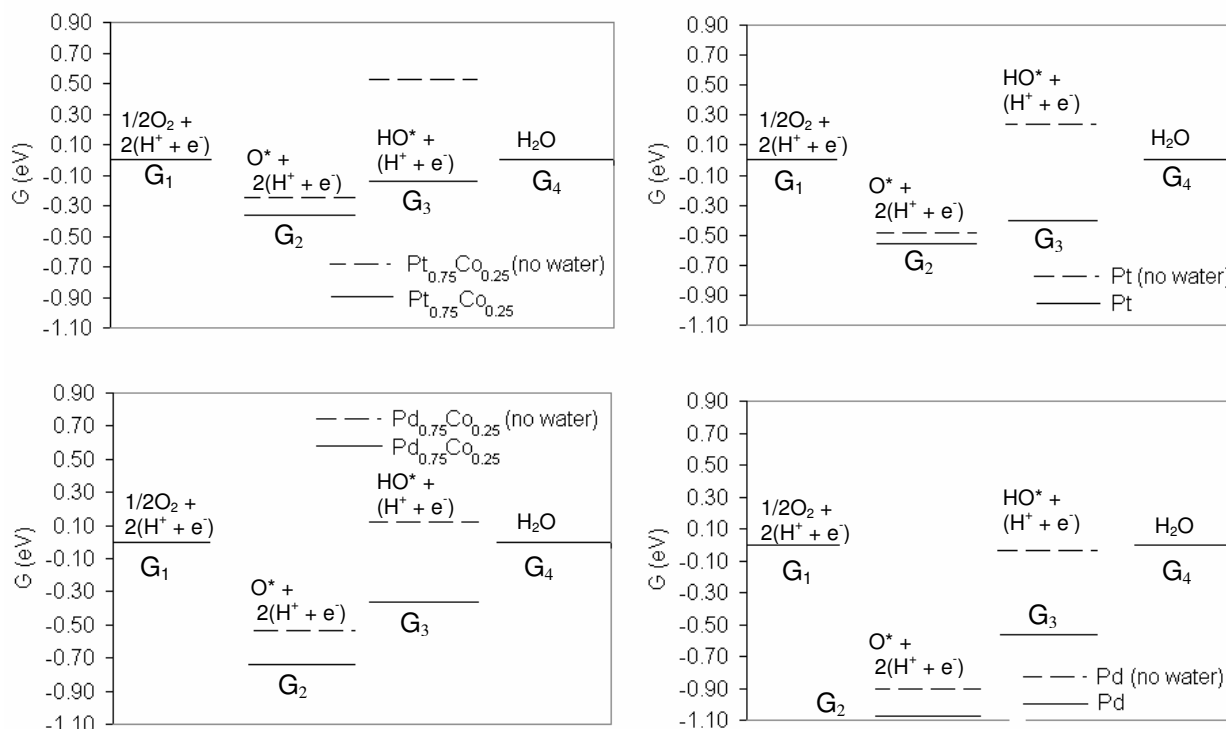 0.90
0.70
0.50
0.30
0.10
-0.10
-0.30
-0.50
-0.70
-0.90
-1.10
G (eV)
1/2O₂ +
2(H⁺ + e⁻)
G₁
O* +
2(H⁺ + e⁻)
G₂
HO* +
(H⁺ + e⁻)
G₃
H₂O
G₄
Pt₀.₇₅Co₀.₂₅ (no water)
Pt₀.₇₅Co₀.₂₅
0.90
0.70
0.50
0.30
0.10
-0.10
-0.30
-0.50
-0.70
-0.90
-1.10
G (eV)
1/2O₂ +
2(H⁺ + e⁻)
G₁
O* +
2(H⁺ + e⁻)
G₂
HO* +
(H⁺ + e⁻)
G₃
H₂O
G₄
Pt (no water)
Pt
0.90
0.70
0.50
0.30
0.10
-0.10
-0.30
-0.50
-0.70
-0.90
-1.10
G (eV)
Pd₀.₇₅Co₀.₂₅ (no water)
Pd₀.₇₅Co₀.₂₅
1/2O₂ +
2(H⁺ + e⁻)
G₁
O* +
2(H⁺ + e⁻)
G₂
HO* +
(H⁺ + e⁻)
G₃
H₂O
G₄
0.90
0.70
0.50
0.30
0.10
-0.10
-0.30
-0.50
-0.70
-0.90
-1.10
G (eV)
1/2O₂ +
2(H⁺ + e⁻)
G₁
O* +
2(H⁺ + e⁻)
G₂
HO* +
(H⁺ + e⁻)
G₃
H₂O
G₄
Pd (no water)
Pd